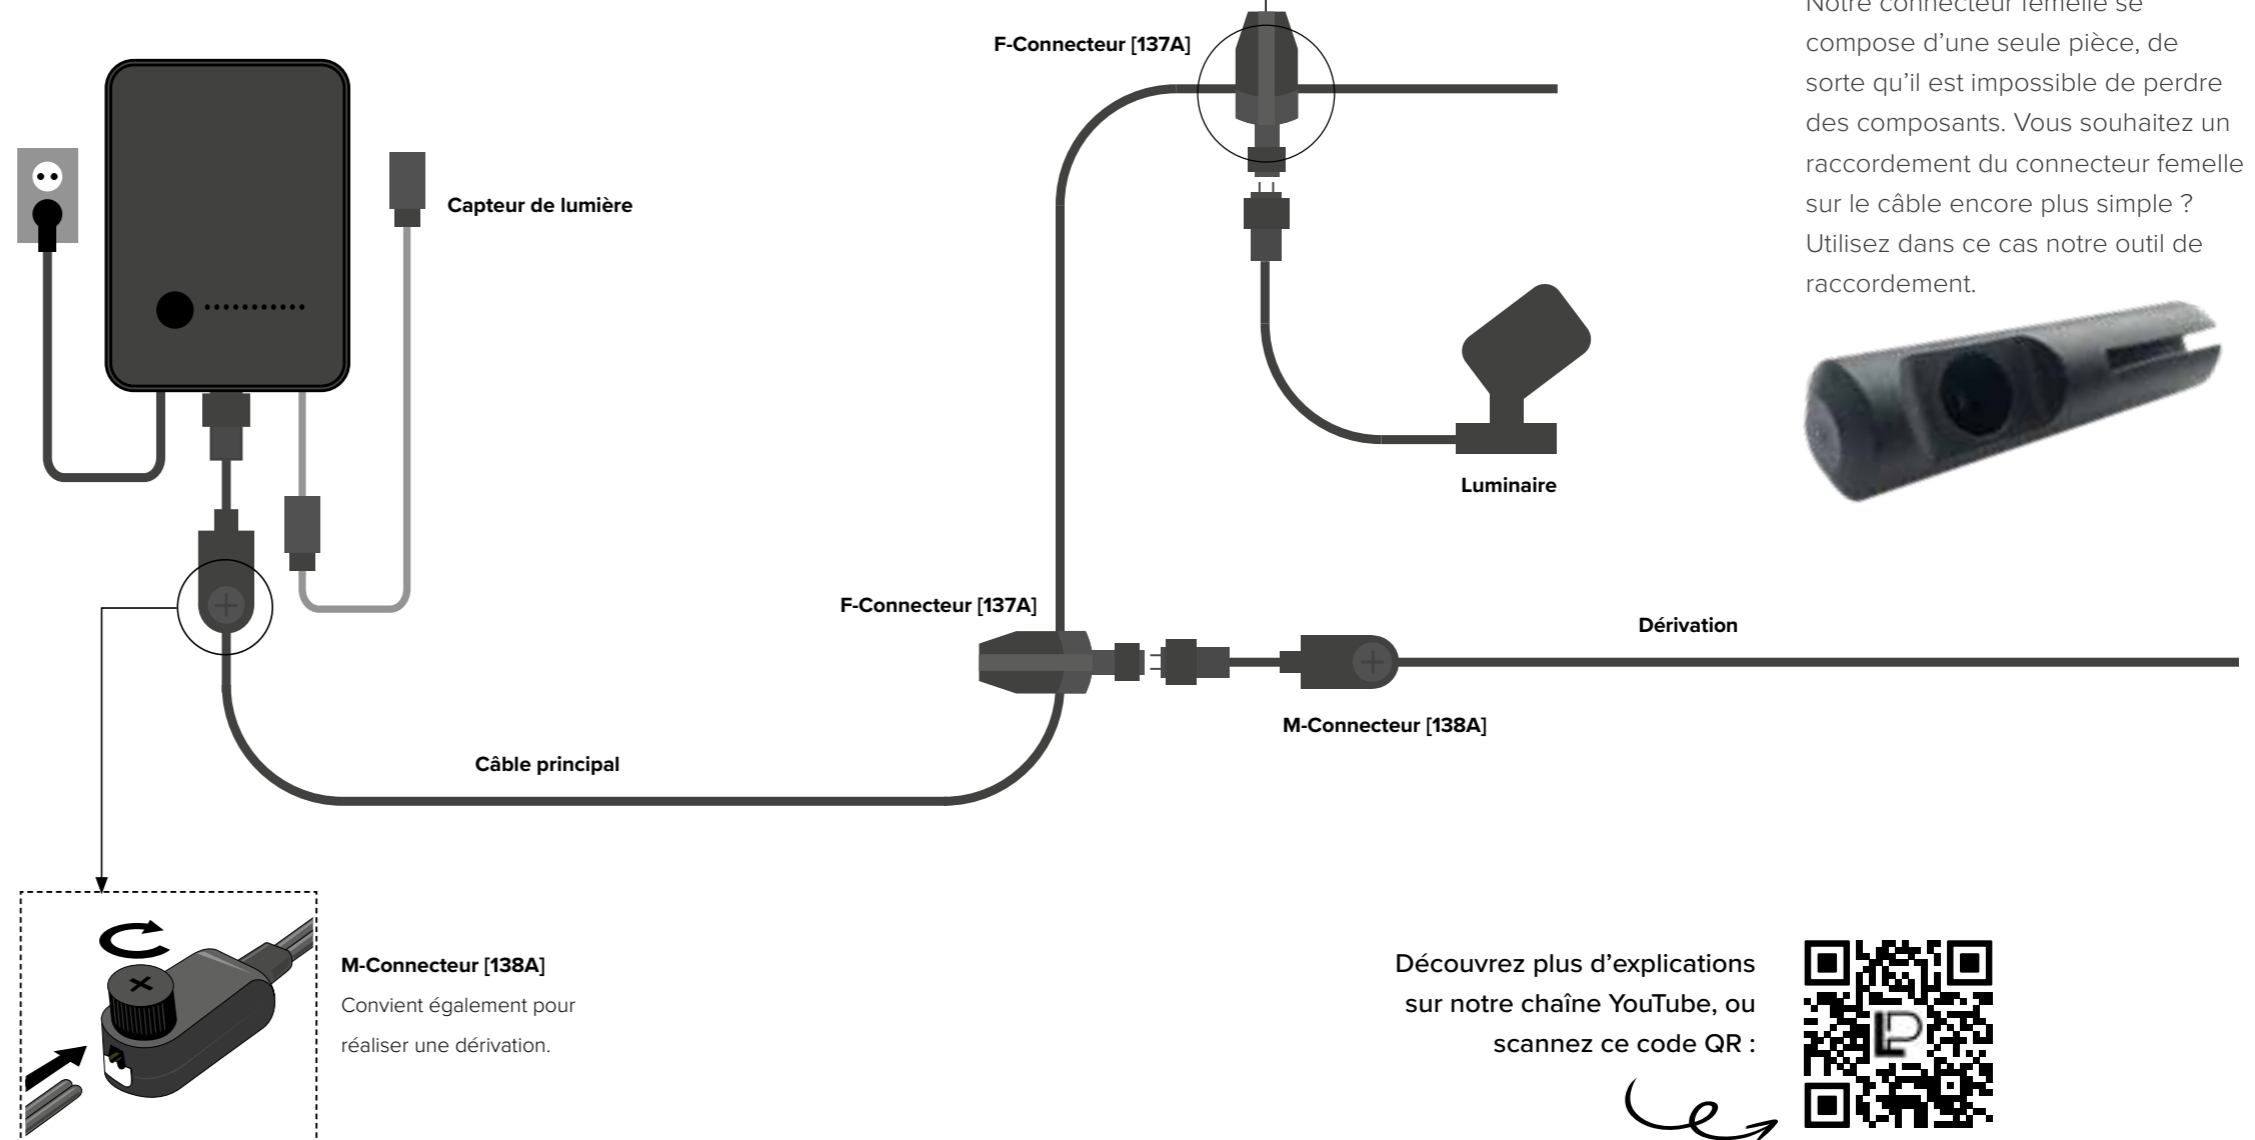 Notre connecteur femelle se
compose d’une seule pièce, de
sorte qu’il est impossible de perdre
des composants. Vous souhaitez un
raccordement du connecteur femelle
sur le câble encore plus simple ?
Utilisez dans ce cas notre outil de
raccordement.
F-Connecteur [137A]
Capteur de lumière
Luminaire
F-Connecteur [137A]
Dérivation
M-Connecteur [138A]
Câble principal
M-Connecteur [138A]
Convient également pour
réaliser une dérivation.
Découvrez plus d’explications
sur notre chaîne YouTube, ou
scannez ce code QR :